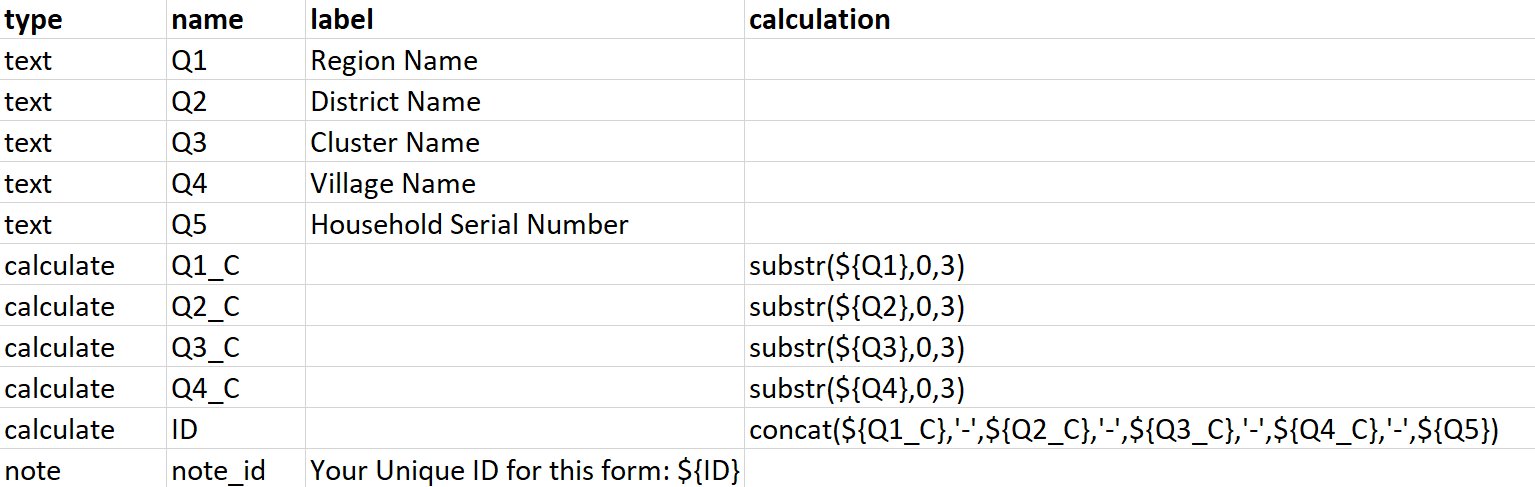 type name label calculation
text Q1 Region Name
text Q2 District Name
text Q3 Cluster Name
text Q4 Village Name
text Q5 Household Serial Number
calculate Q1_C substr(${Q1},0,3)
calculate Q2_C substr(${Q2},0,3)
calculate Q3_C substr(${Q3},0,3)
calculate Q4_C substr(${Q4},0,3)
calculate ID concat(${Q1_C},'-',${Q2_C},'-',${Q3_C},'-',${Q4_C},'-',${Q5})
note note_id Your Unique ID for this form: ${ID}